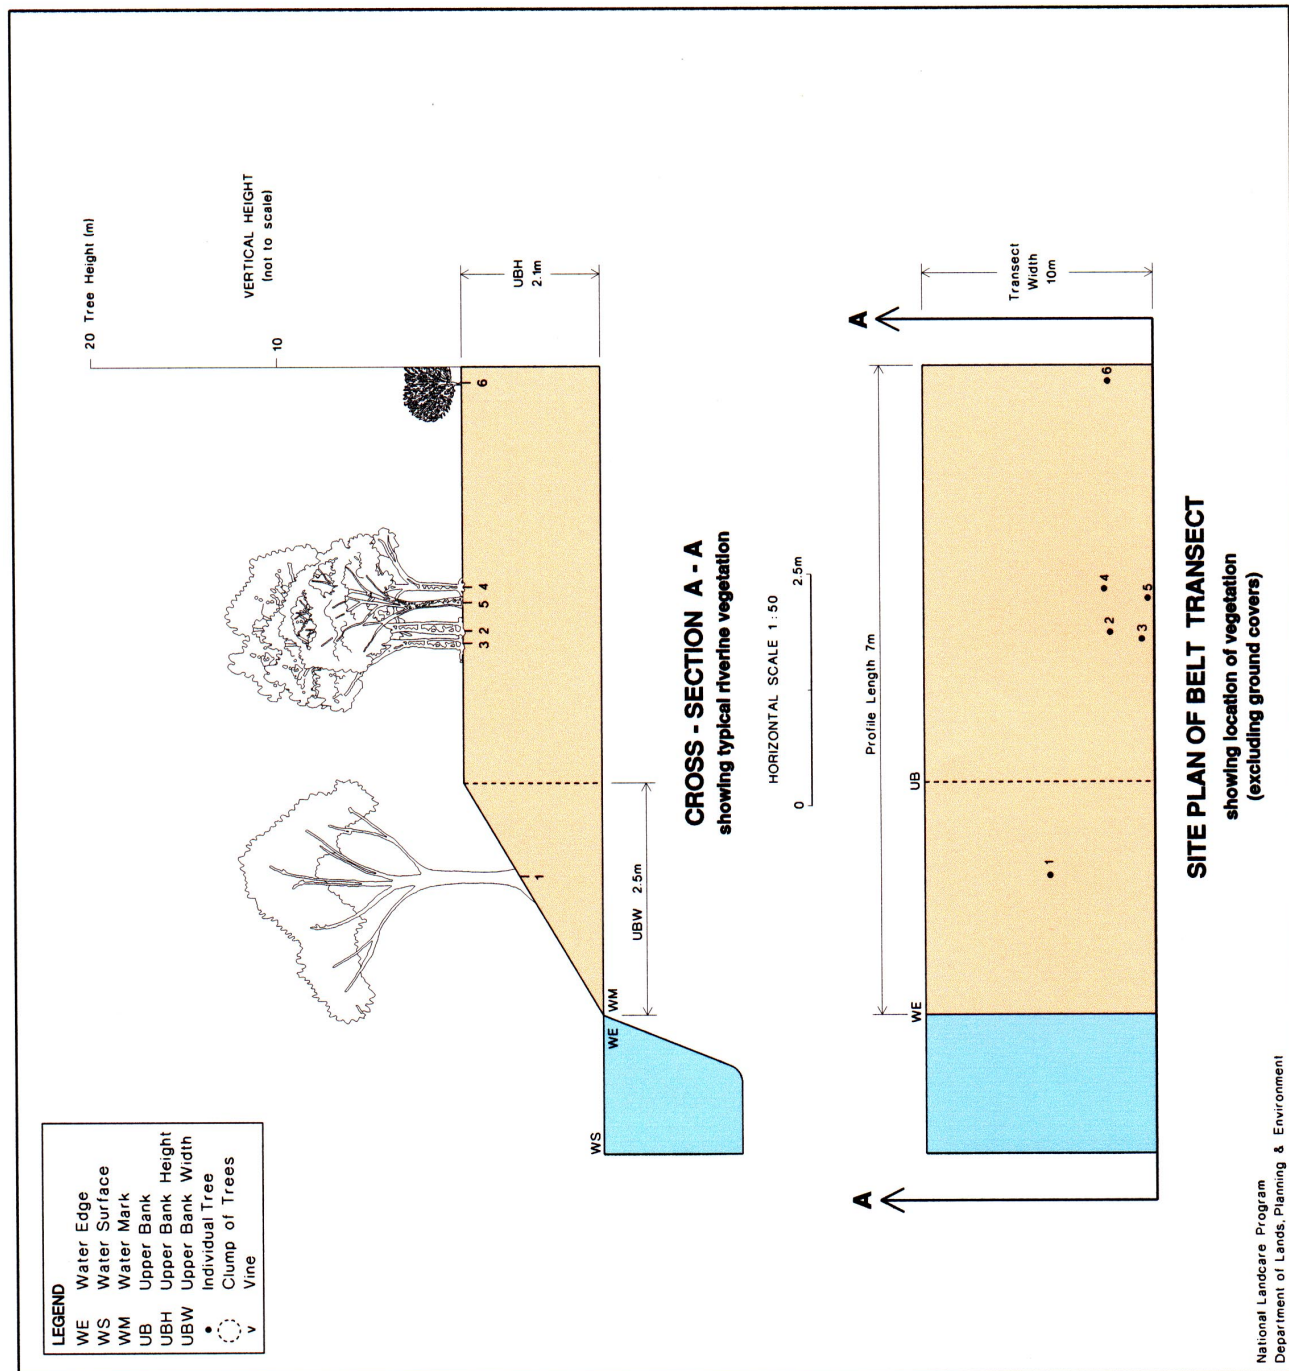 LEGEND
WE Water Edge
WS Water Surface
WM Water Mark
UB Upper Bank
UBH Upper Bank Height
UBW Upper Bank Width
• Individual Tree
Clump of Trees
v Vine
20 Tree Height (m)
10
VERTICAL HEIGHT
(not to scale)
1
3
2
5
4
6
UBH
2.1m
WS
WE
WM
UBW 2.5m
CROSS - SECTION A - A
showing typical riverine vegetation
HORIZONTAL SCALE 1 : 50
0
2.5m
Profile Length 7m
WE
UB
A
A
Transect
Width
10m
1
2
3
4
5
6
SITE PLAN OF BELT TRANSECT
showing location of vegetation
(excluding ground covers)
National Landcare Program
Department of Lands, Planning & Environment